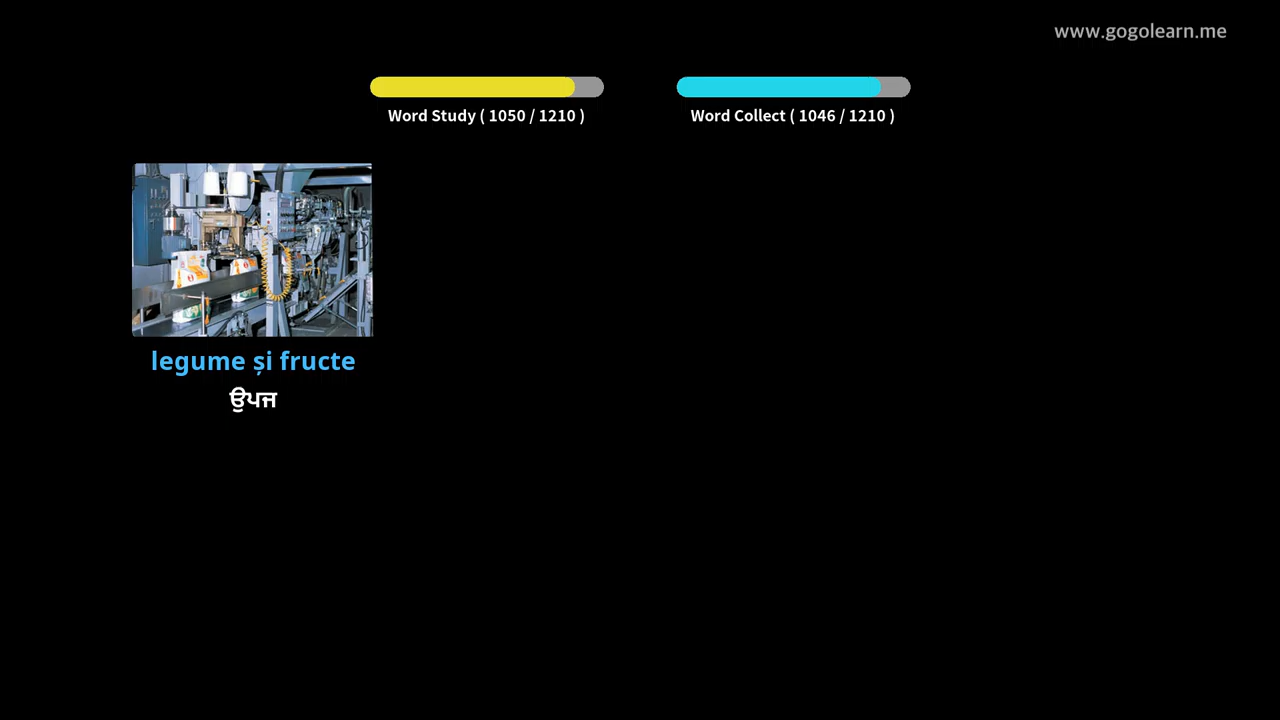 www.gogolearn.me
Word Study ( 1050 / 1210 )
Word Collect ( 1046 / 1210 )
legume și fructe
ਉਪਜ